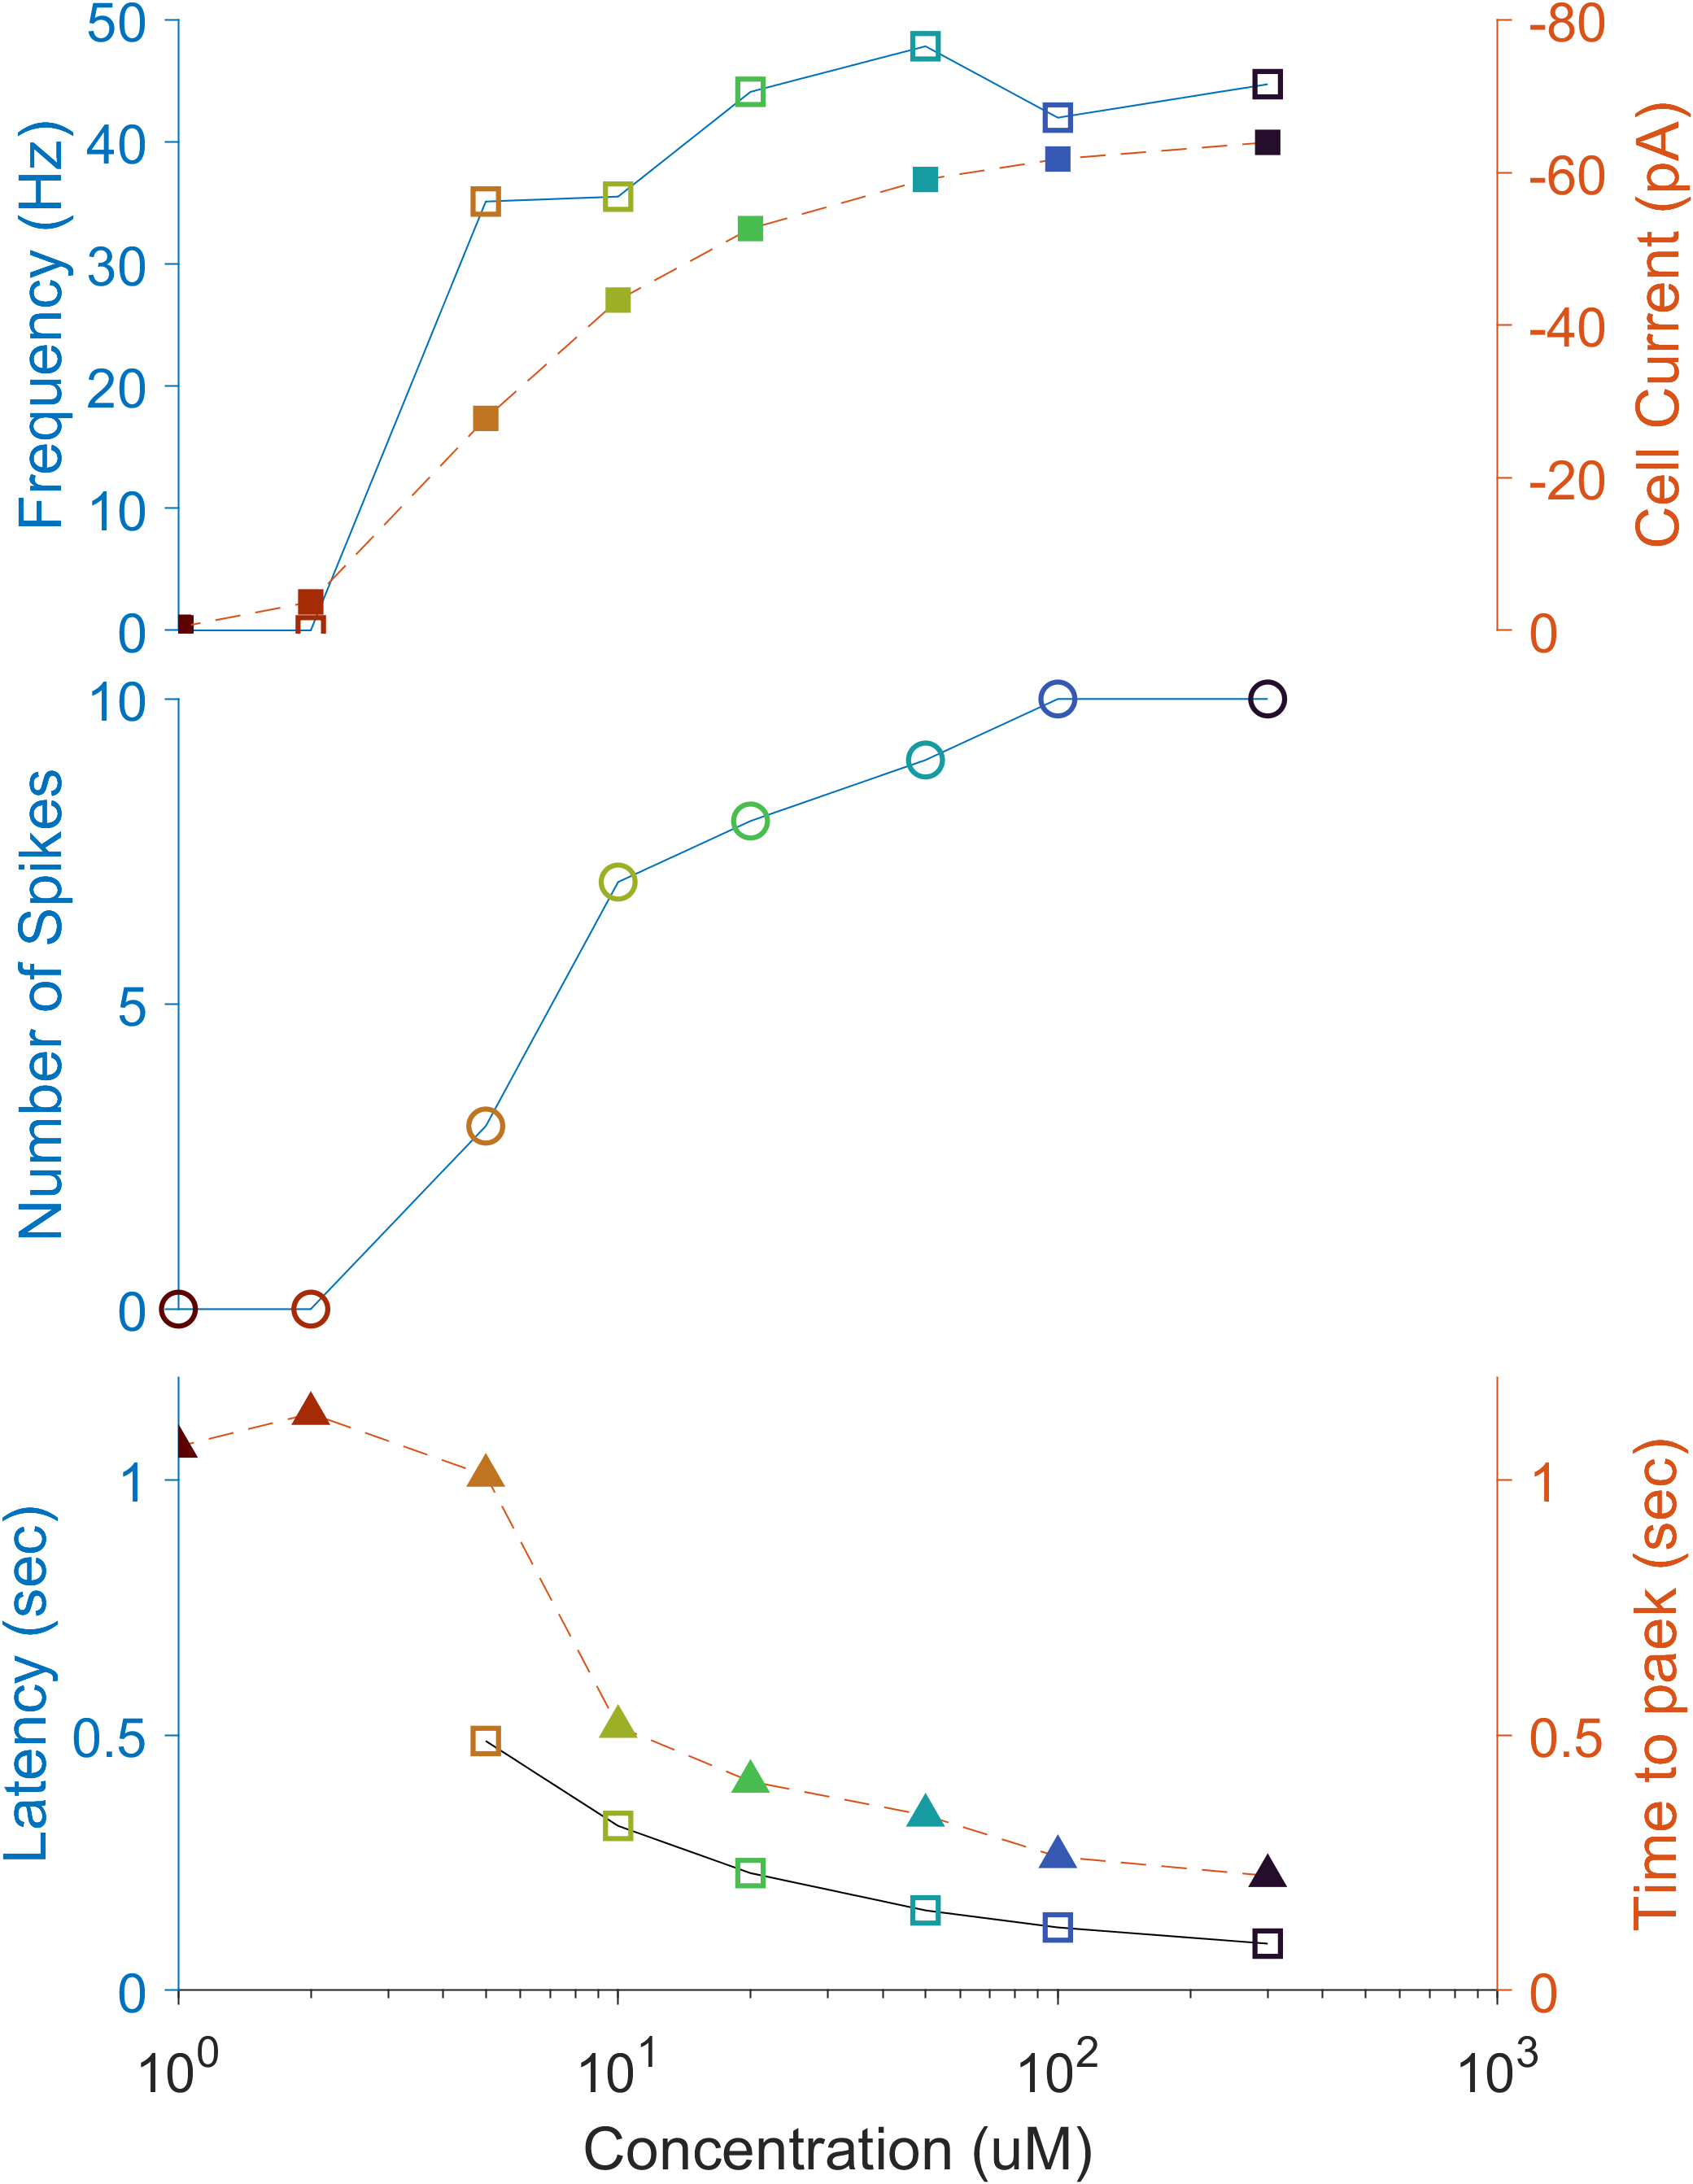 50
40
30
20
10
0
Frequency (Hz)
-80
-60
-40
-20
0
Cell Current (pA)
10
5
0
Number of Spikes
1
0.5
0
Latency (sec)
1
0.5
0
Time to paek (sec)
10^0 10^1 10^2 10^3
Concentration (uM)